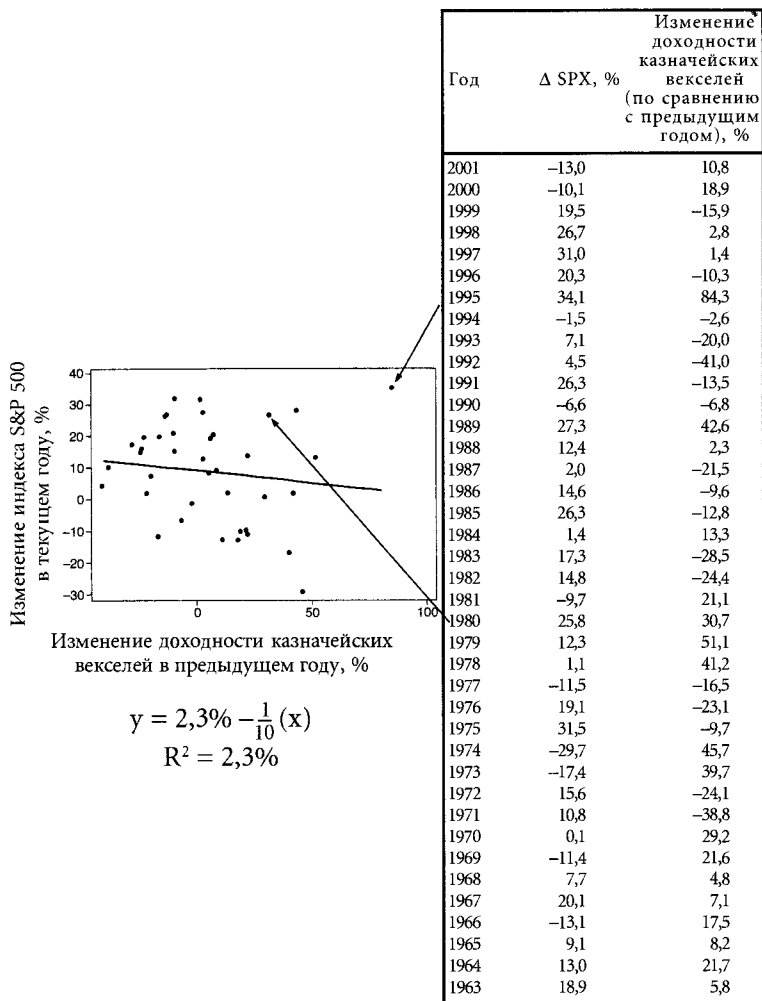 Год
Δ SPX, %
Изменение
доходности
казначейских
векселей
(по сравнению
с предыдущим
годом), %
2001 –13,0 10,8
2000 –10,1 18,9
1999 19,5 –15,9
1998 26,7 2,8
1997 31,0 1,4
1996 20,3 –10,3
1995 34,1 84,3
1994 –1,5 –2,6
1993 7,1 –20,0
1992 4,5 –41,0
1991 26,3 –13,5
1990 –6,6 –6,8
1989 27,3 42,6
1988 12,4 2,3
1987 2,0 –21,5
1986 14,6 –9,6
1985 26,3 –12,8
1984 1,4 13,3
1983 17,3 –28,5
1982 14,8 –24,4
1981 –9,7 21,1
1980 25,8 30,7
1979 12,3 51,1
1978 1,1 41,2
1977 –11,5 –16,5
1976 19,1 –23,1
1975 31,5 –9,7
1974 –29,7 45,7
1973 –17,4 39,7
1972 15,6 –24,1
1971 10,8 –38,8
1970 0,1 29,2
1969 –11,4 21,6
1968 7,7 4,8
1967 20,1 7,1
1966 –13,1 17,5
1965 9,1 8,2
1964 13,0 21,7
1963 18,9 5,8
Изменение индекса S&P 500
в текущем году, %
40
30
20
10
0
–10
–20
–30
0 50 100
Изменение доходности казначейских
векселей в предыдущем году, %
y = 2,3% – 1/10 (x)
R² = 2,3%